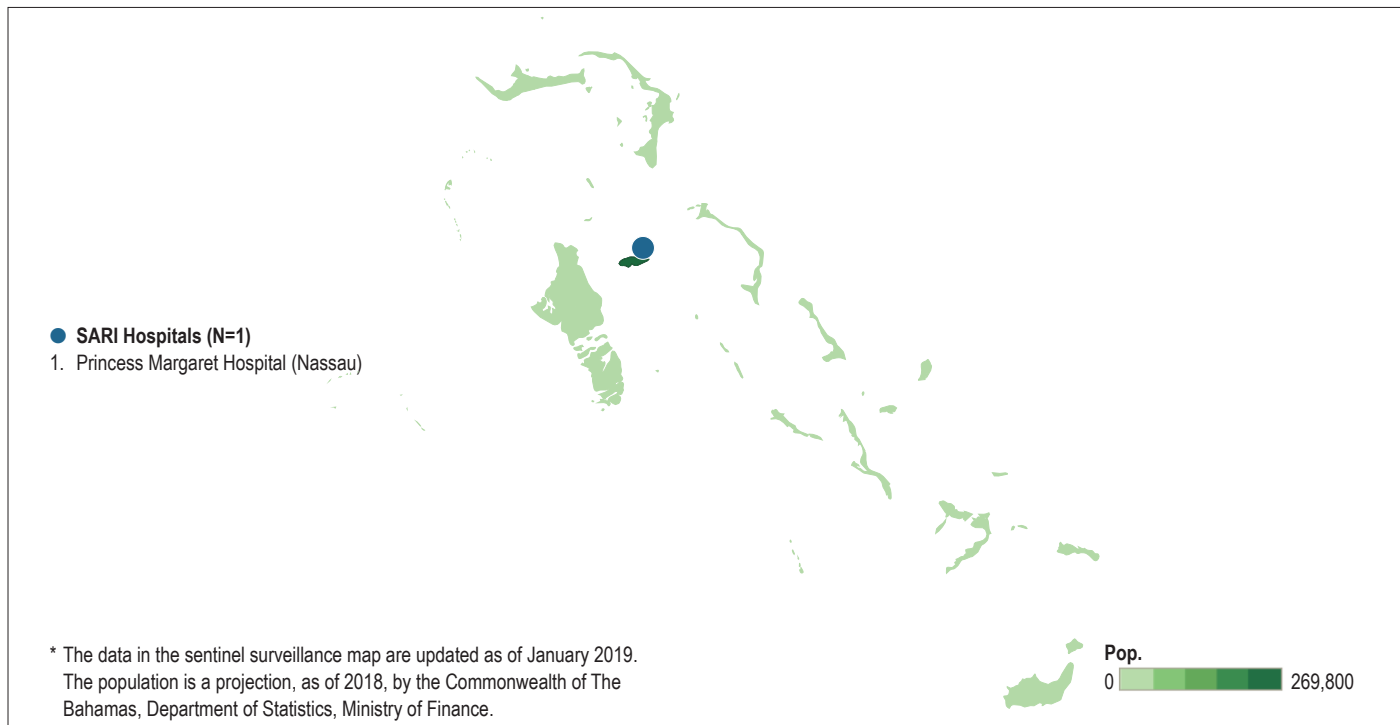 SARI Hospitals (N=1)
1. Princess Margaret Hospital (Nassau)
* The data in the sentinel surveillance map are updated as of January 2019.
The population is a projection, as of 2018, by the Commonwealth of The
Bahamas, Department of Statistics, Ministry of Finance.
Pop.
0 269,800